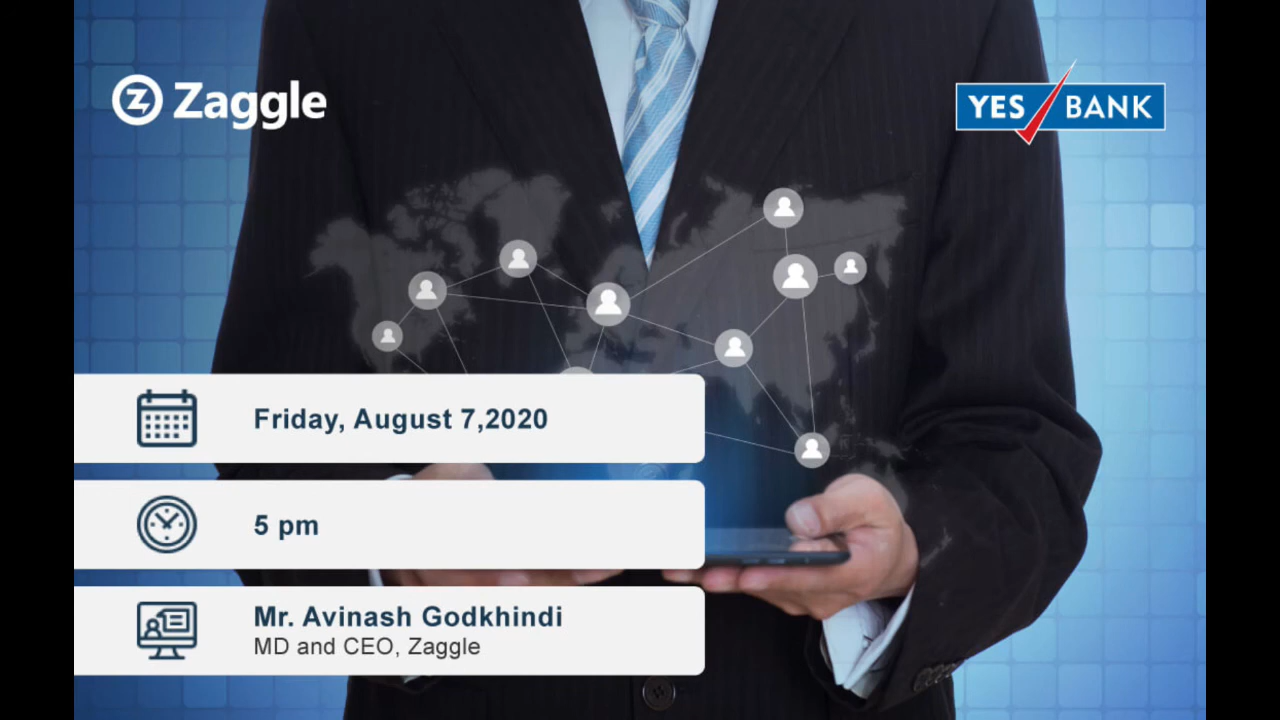 Zaggle
YES BANK
Friday, August 7,2020
5 pm
Mr. Avinash Godkhindi
MD and CEO, Zaggle